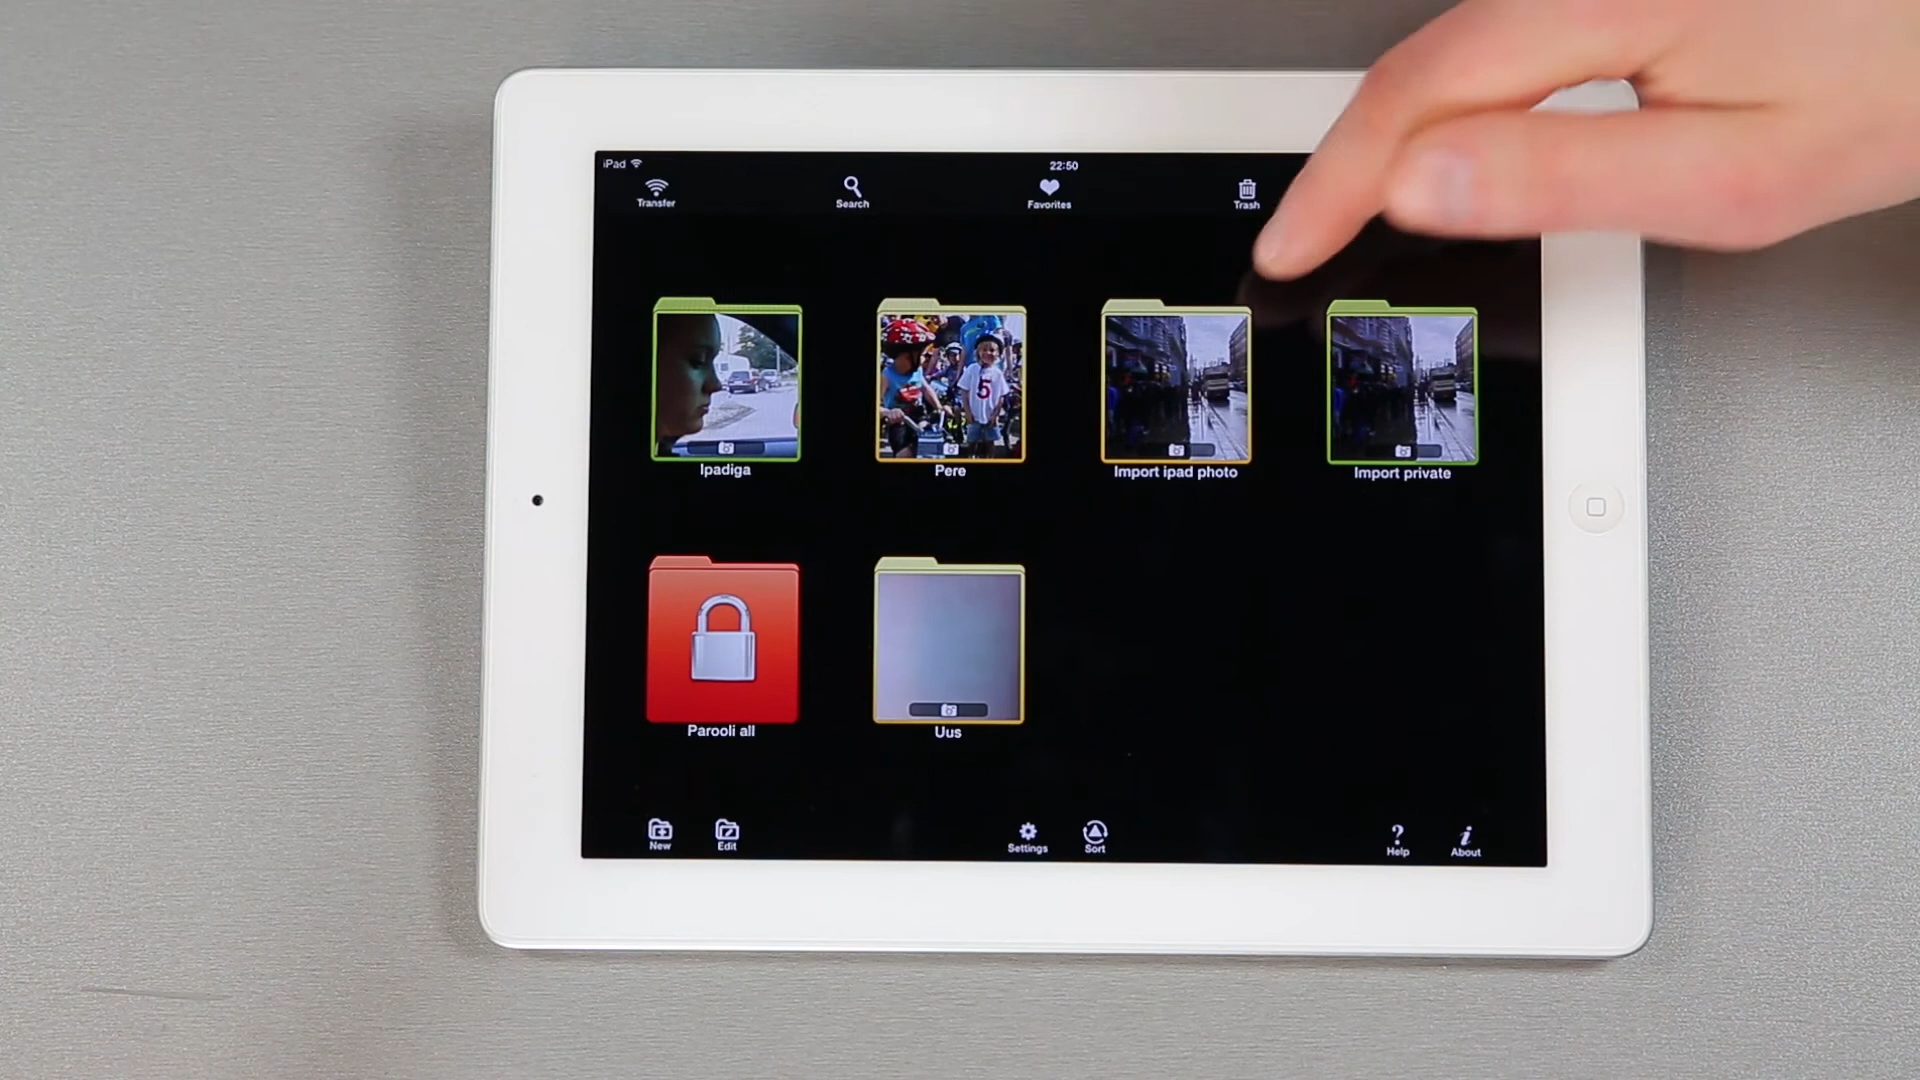 iPad
22:50
Transfer
Search
Favorites
Trash
5
Ipadiga
Pere
Import ipad photo
Import private
Parooli all
Uus
New
Edit
Settings
Sort
Help
About